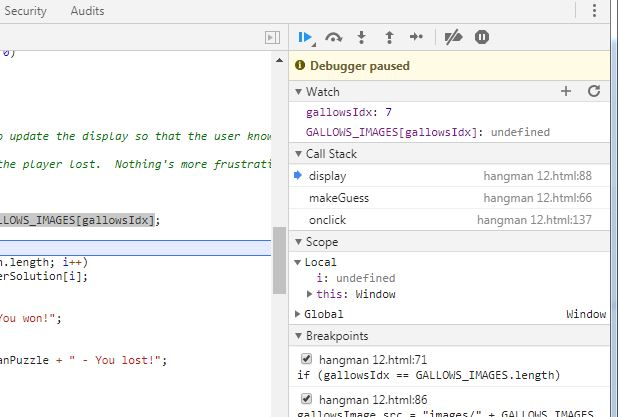 Security Audits
0)
Debugger paused
Watch
gallowsIdx: 7
o update the display so that the user know
GALLOWS_IMAGES[gallowsIdx]: undefined
Call Stack
the player lost. Nothing's more frustrati
display hangman 12.html:88
makeGuess hangman 12.html:66
LLOWS_IMAGES[gallowsIdx];
onclick hangman 12.html:137
Scope
n.length; i++)
Local
erSolution[i];
i: undefined
this: Window
You won!";
Global Window
Breakpoints
anPuzzle + " - You lost!";
hangman 12.html:71
if (gallowsIdx == GALLOWS_IMAGES.length)
hangman 12.html:86
gallowsImage.src = "images/" + GALLOWS_IMAGES